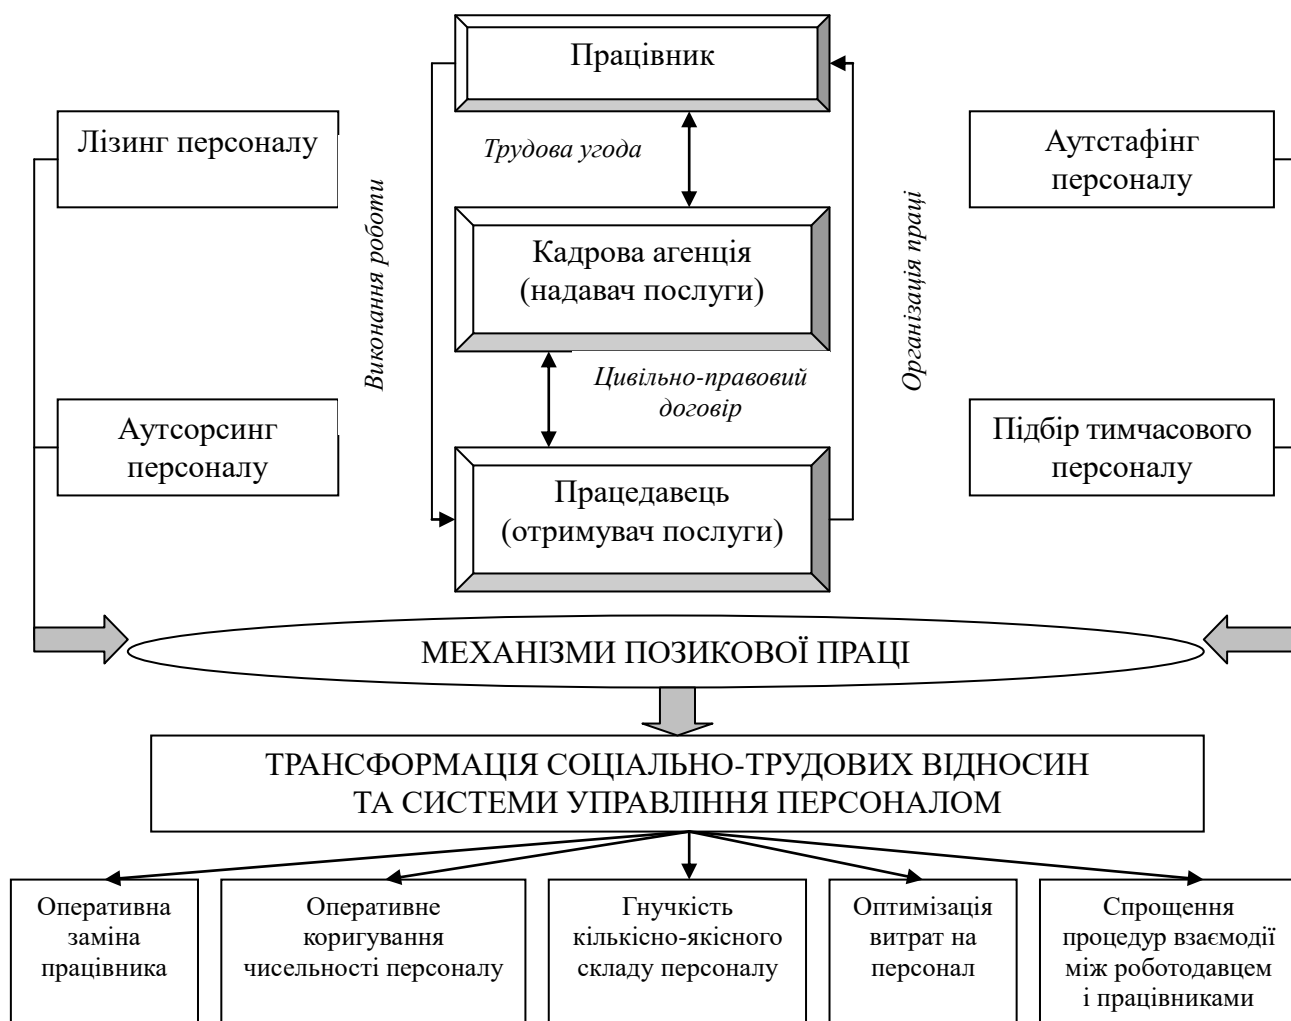 Працівник
Лізинг персоналу
Трудова угода
Аутстафінг
персоналу
Виконання роботи
Кадрова агенція
(надавач послуги)
Організація праці
Цивільно-правовий
договір
Аутсорсинг
персоналу
Підбір тимчасового
персоналу
Працедавець
(отримувач послуги)
МЕХАНІЗМИ ПОЗИКОВОЇ ПРАЦІ
ТРАНСФОРМАЦІЯ СОЦІАЛЬНО-ТРУДОВИХ ВІДНОСИН
ТА СИСТЕМИ УПРАВЛІННЯ ПЕРСОНАЛОМ
Оперативна
заміна
працівника
Оперативне
коригування
чисельності персоналу
Гнучкість
кількісно-якісного
складу персоналу
Оптимізація
витрат на
персонал
Спрощення
процедур взаємодії
між роботодавцем
і працівниками